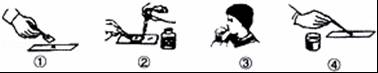 ① ② ③ ④